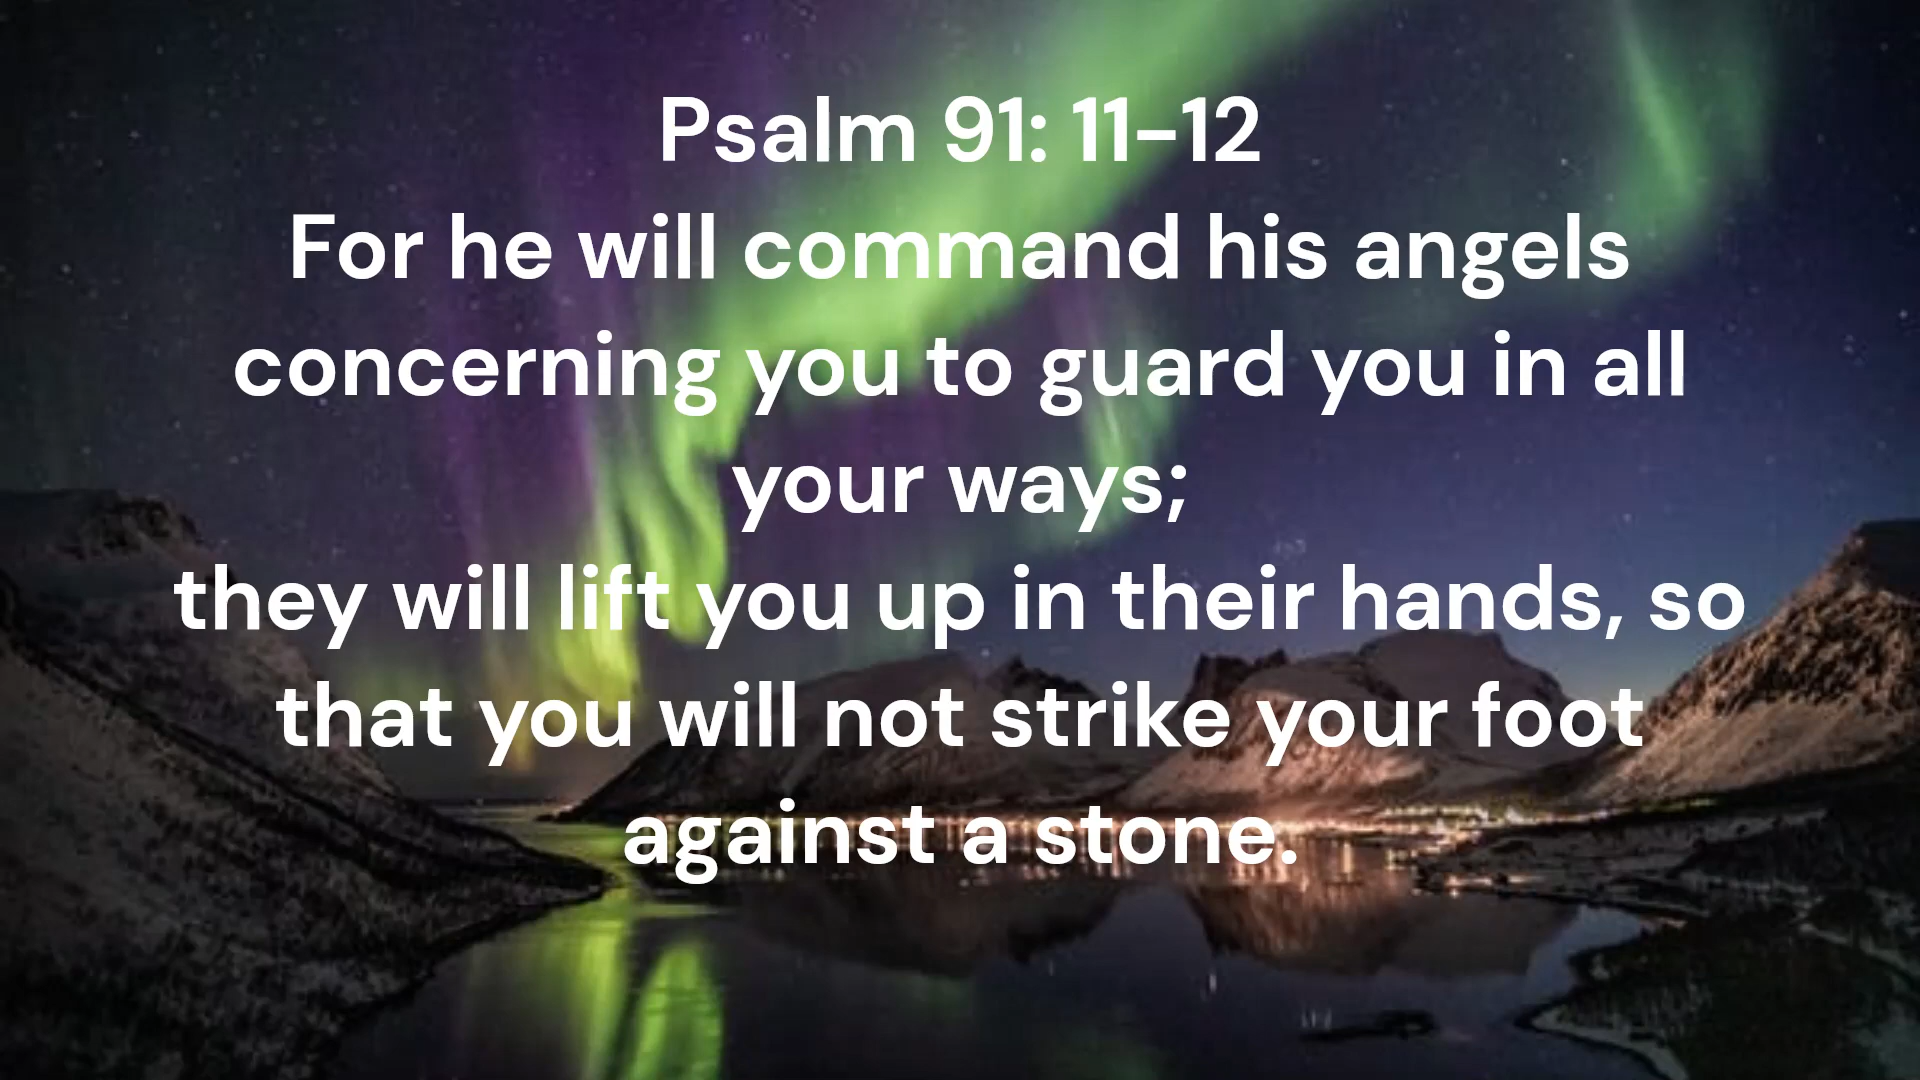 Psalm 91: 11-12
For he will command his angels
concerning you to guard you in all
your ways;
they will lift you up in their hands, so
that you will not strike your foot
against a stone.